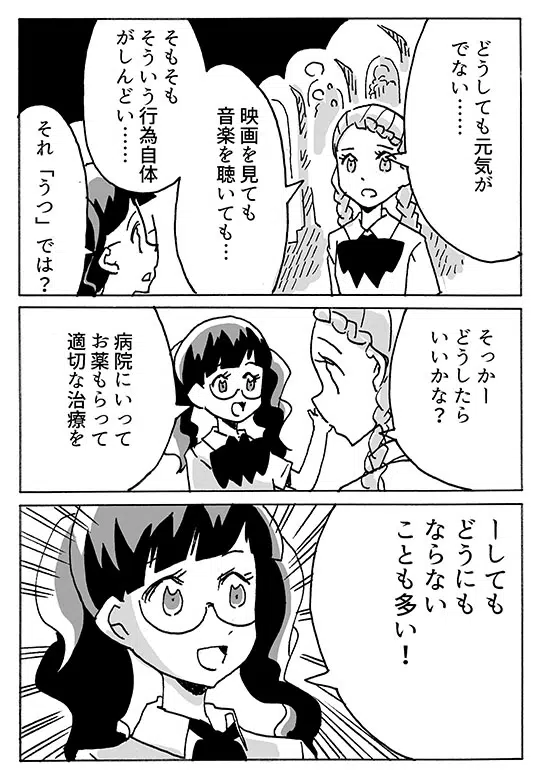 どうしても元気が
でない……
映画を見ても
音楽を聴いても…
そもそも
そういう行為自体
がしんどい……
それ「うつ」では？
そっかー
どうしたら
いいかな？
病院にいって
お薬もらって
適切な治療を
ーしても
どうにも
ならない
ことも多い！